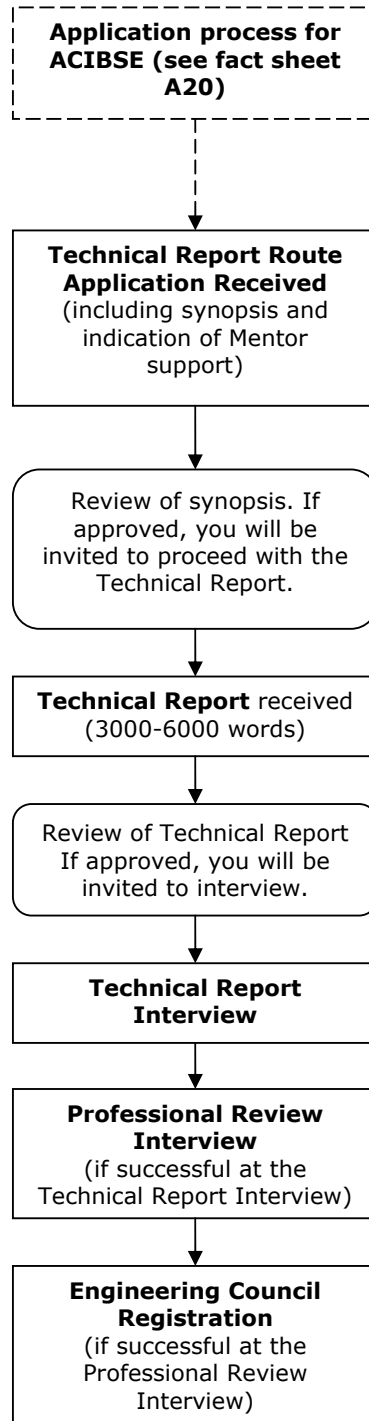 Application process for
ACIBSE (see fact sheet
A20)
Technical Report Route
Application Received
(including synopsis and
indication of Mentor
support)
Review of synopsis. If
approved, you will be
invited to proceed with the
Technical Report.
Technical Report received
(3000-6000 words)
Review of Technical Report
If approved, you will be
invited to interview.
Technical Report
Interview
Professional Review
Interview
(if successful at the
Technical Report Interview)
Engineering Council
Registration
(if successful at the
Professional Review
Interview)